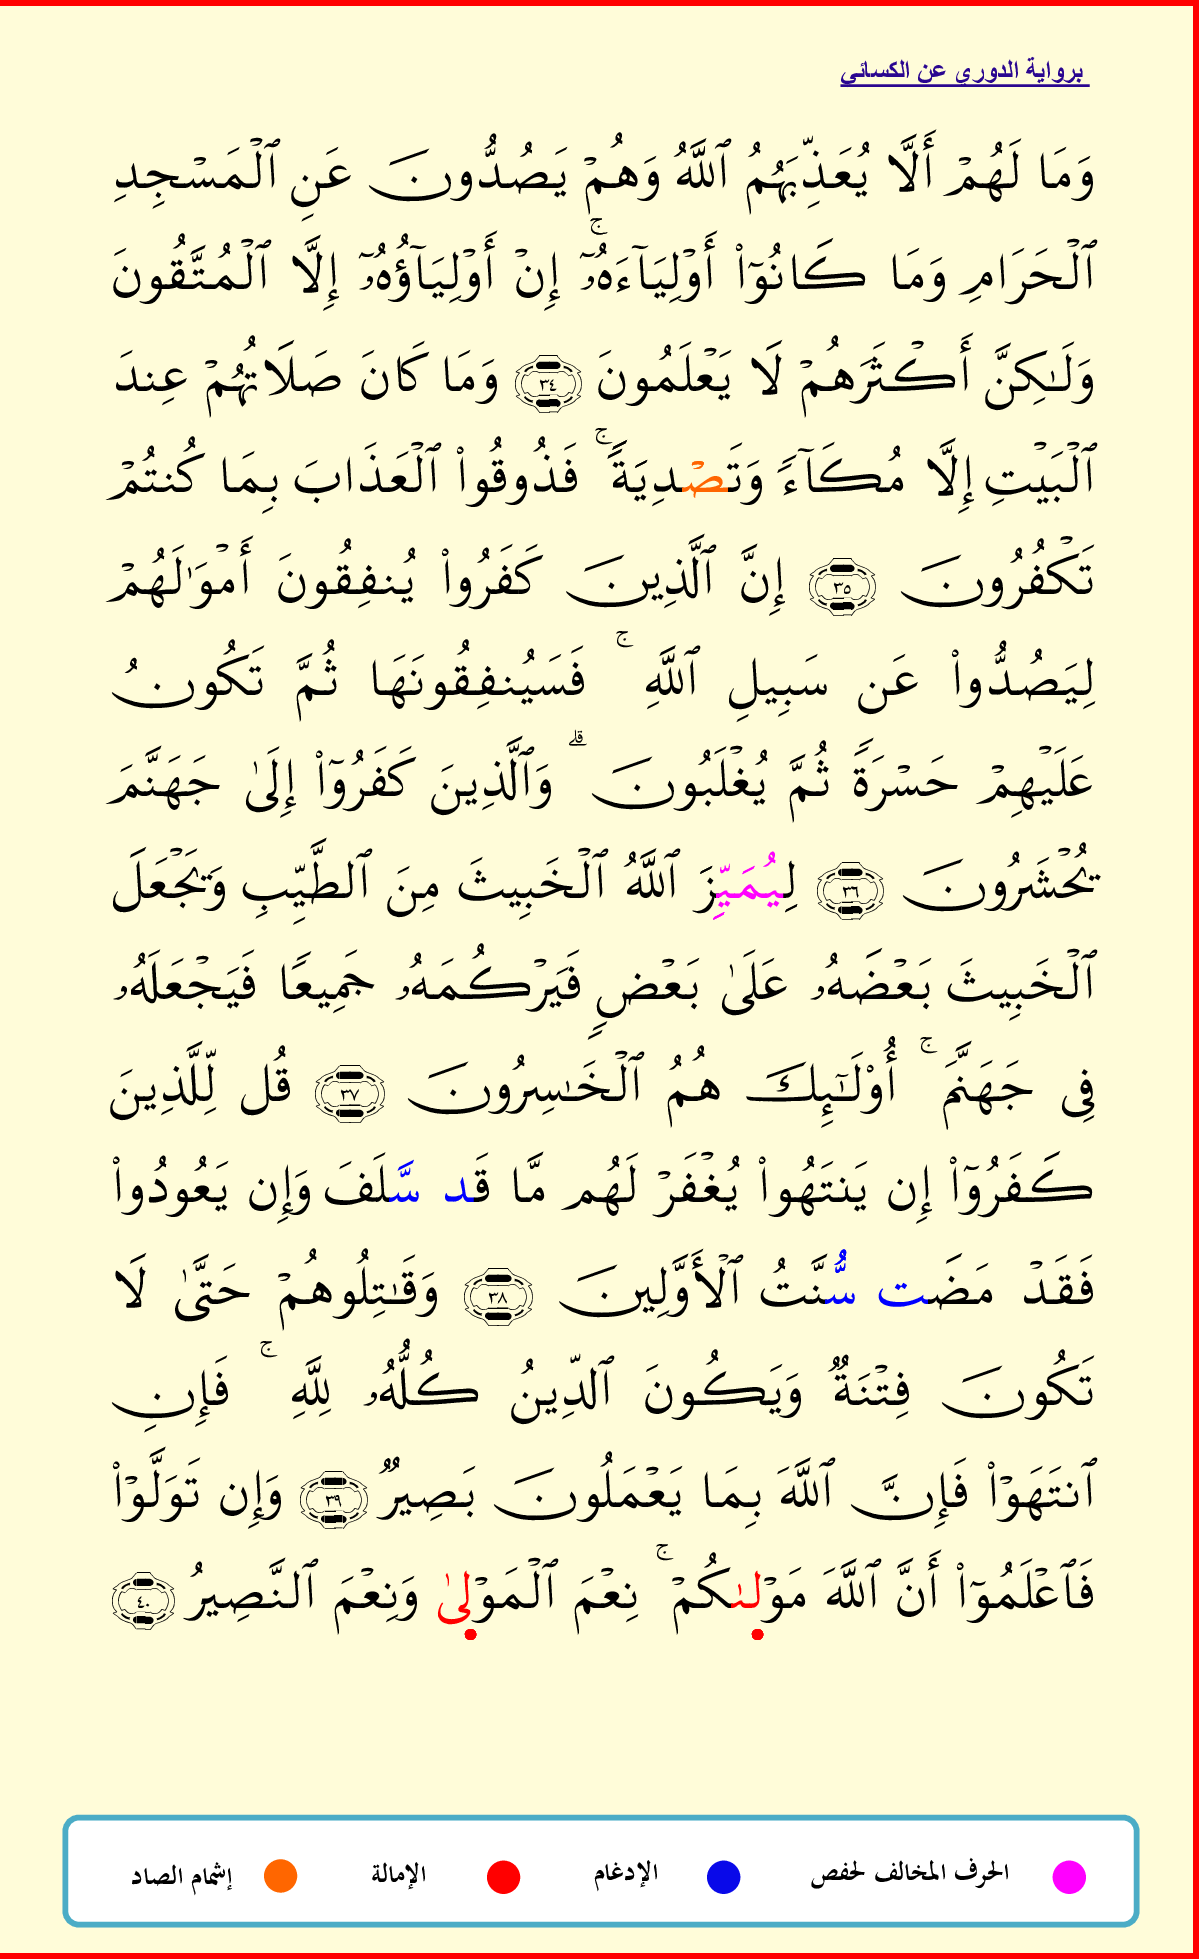 برواية الدوري عن الكسائي
وَمَا لَهُمْ أَلَّا يُعَذِّبَهُمُ ٱللَّهُ وَهُمْ يَصُدُّونَ عَنِ ٱلْمَسْجِدِ
ٱلْحَرَامِ وَمَا كَانُوٓا۟ أَوْلِيَآءَهُۥٓ ۚ إِنْ أَوْلِيَآؤُهُۥٓ إِلَّا ٱلْمُتَّقُونَ
وَلَـٰكِنَّ أَكْثَرَهُمْ لَا يَعْلَمُونَ ٣٤ وَمَا كَانَ صَلَاتُهُمْ عِندَ
ٱلْبَيْتِ إِلَّا مُكَآءً وَتَصْدِيَةً ۚ فَذُوقُوا۟ ٱلْعَذَابَ بِمَا كُنتُمْ
تَكْفُرُونَ ٣٥ إِنَّ ٱلَّذِينَ كَفَرُوا۟ يُنفِقُونَ أَمْوَٰلَهُمْ
لِيَصُدُّوا۟ عَن سَبِيلِ ٱللَّهِ ۚ فَسَيُنفِقُونَهَا ثُمَّ تَكُونُ
عَلَيْهِمْ حَسْرَةً ثُمَّ يُغْلَبُونَ ۗ وَٱلَّذِينَ كَفَرُوٓا۟ إِلَىٰ جَهَنَّمَ
يُحْشَرُونَ ٣٦ لِيُمَيِّزَ ٱللَّهُ ٱلْخَبِيثَ مِنَ ٱلطَّيِّبِ وَيَجْعَلَ
ٱلْخَبِيثَ بَعْضَهُۥ عَلَىٰ بَعْضٍ فَيَرْكُمَهُۥ جَمِيعًا فَيَجْعَلَهُۥ
فِى جَهَنَّمَ ۚ أُو۟لَـٰٓئِكَ هُمُ ٱلْخَـٰسِرُونَ ٣٧ قُل لِّلَّذِينَ
كَفَرُوٓا۟ إِن يَنتَهُوا۟ يُغْفَرْ لَهُم مَّا قَد سَّلَفَ وَإِن يَعُودُوا۟
فَقَدْ مَضَت سُّنَّتُ ٱلْأَوَّلِينَ ٣٨ وَقَـٰتِلُوهُمْ حَتَّىٰ لَا
تَكُونَ فِتْنَةٌ وَيَكُونَ ٱلدِّينُ كُلُّهُۥ لِلَّهِ ۚ فَإِنِ
ٱنتَهَوْا۟ فَإِنَّ ٱللَّهَ بِمَا يَعْمَلُونَ بَصِيرٌ ٣٩ وَإِن تَوَلَّوْا۟
فَٱعْلَمُوٓا۟ أَنَّ ٱللَّهَ مَوْلَىٰكُمْ ۚ نِعْمَ ٱلْمَوْلَىٰ وَنِعْمَ ٱلنَّصِيرُ ٤٠
الحرف المخالف لحفص الإدغام الإمالة إشمام الصاد